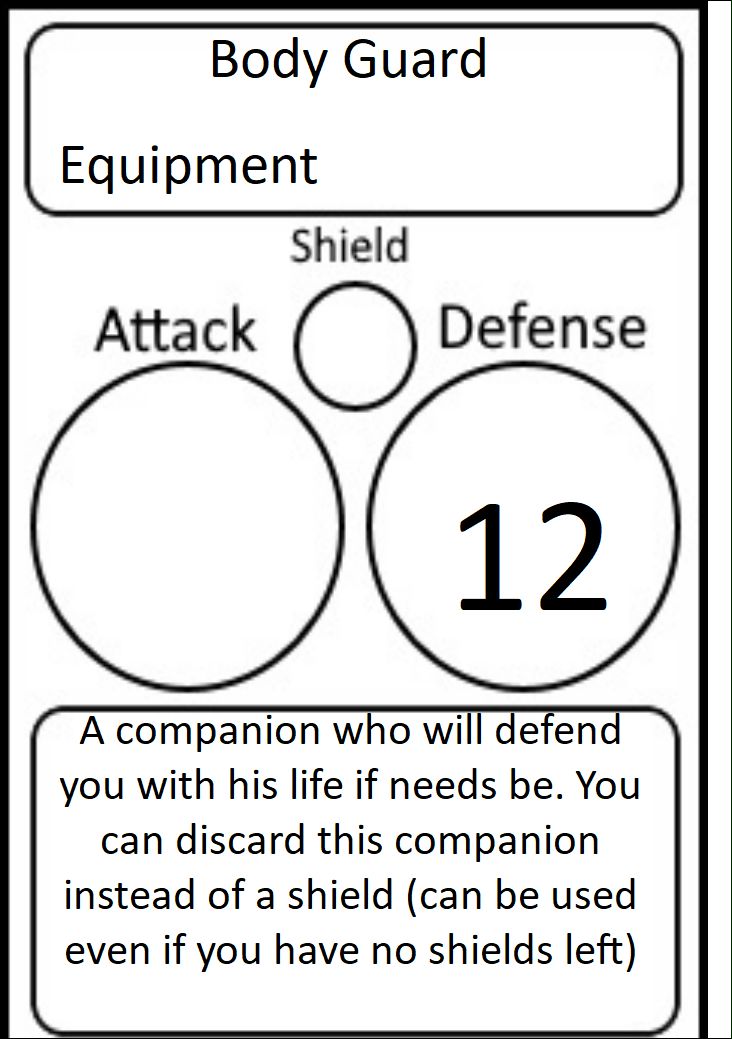 Body Guard
Equipment
Shield
Attack
Defense
12
A companion who will defend
you with his life if needs be. You
can discard this companion
instead of a shield (can be used
even if you have no shields left)